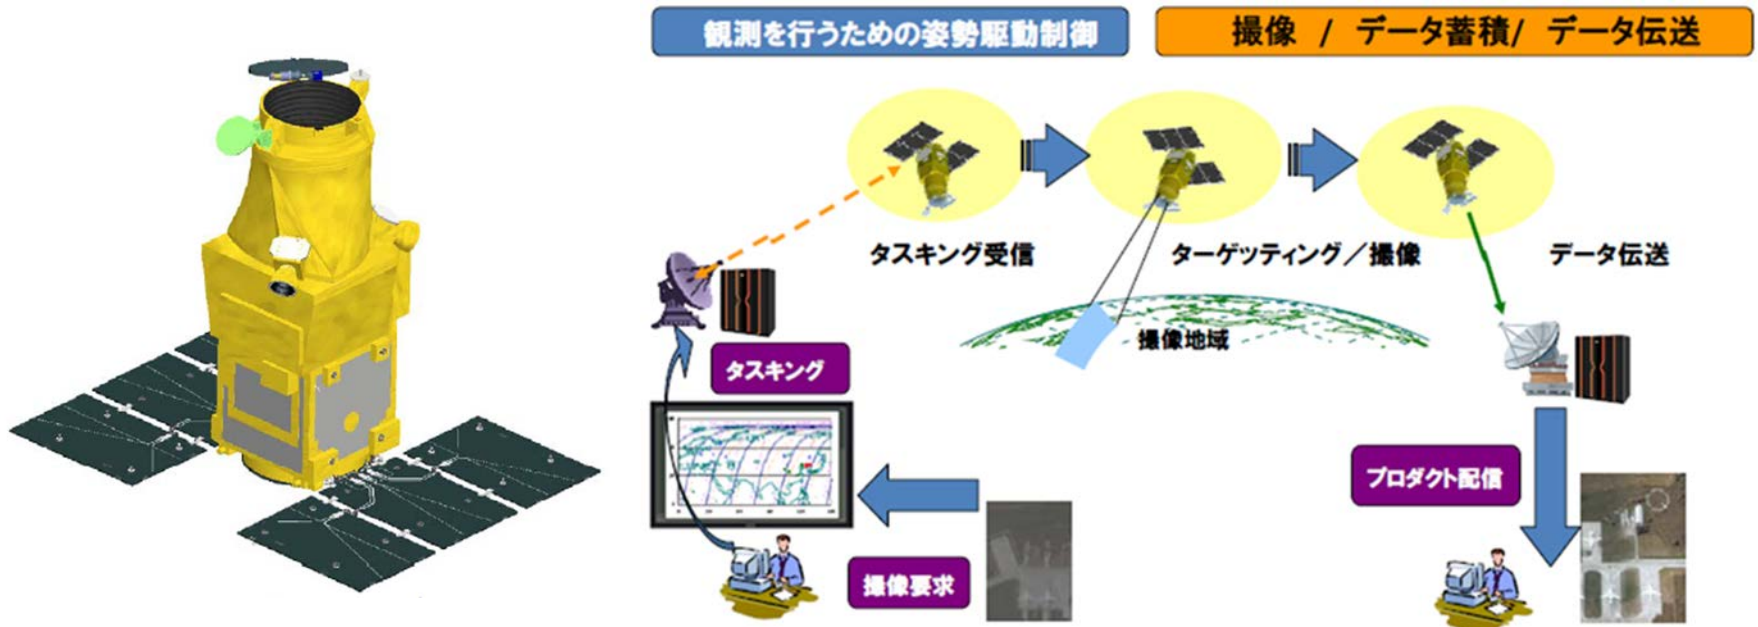 観測を行うための姿勢駆動制御
撮像 / データ蓄積/ データ伝送
タスキング受信
ターゲッティング／撮像
データ伝送
撮像地域
タスキング
プロダクト配信
撮像要求